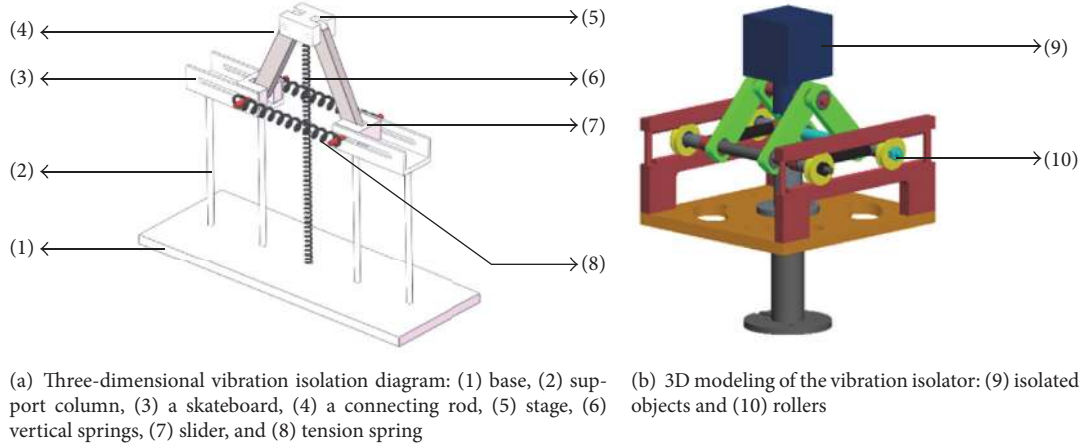 (4)
(5)
(3)
(6)
(7)
(2)
(1)
(8)
(9)
(10)
(a) Three-dimensional vibration isolation diagram: (1) base, (2) sup-
port column, (3) a skateboard, (4) a connecting rod, (5) stage, (6)
vertical springs, (7) slider, and (8) tension spring
(b) 3D modeling of the vibration isolator: (9) isolated
objects and (10) rollers